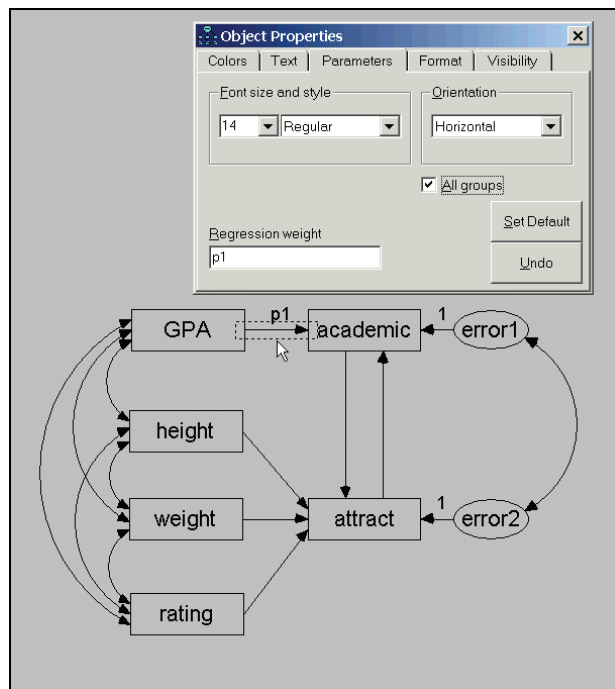 Object Properties
Colors Text Parameters Format Visibility
Font size and style
14 Regular
Orientation
Horizontal
All groups
Regression weight
p1
Set Default
Undo
p1
GPA academic 1 error1
height
weight attract 1 error2
rating